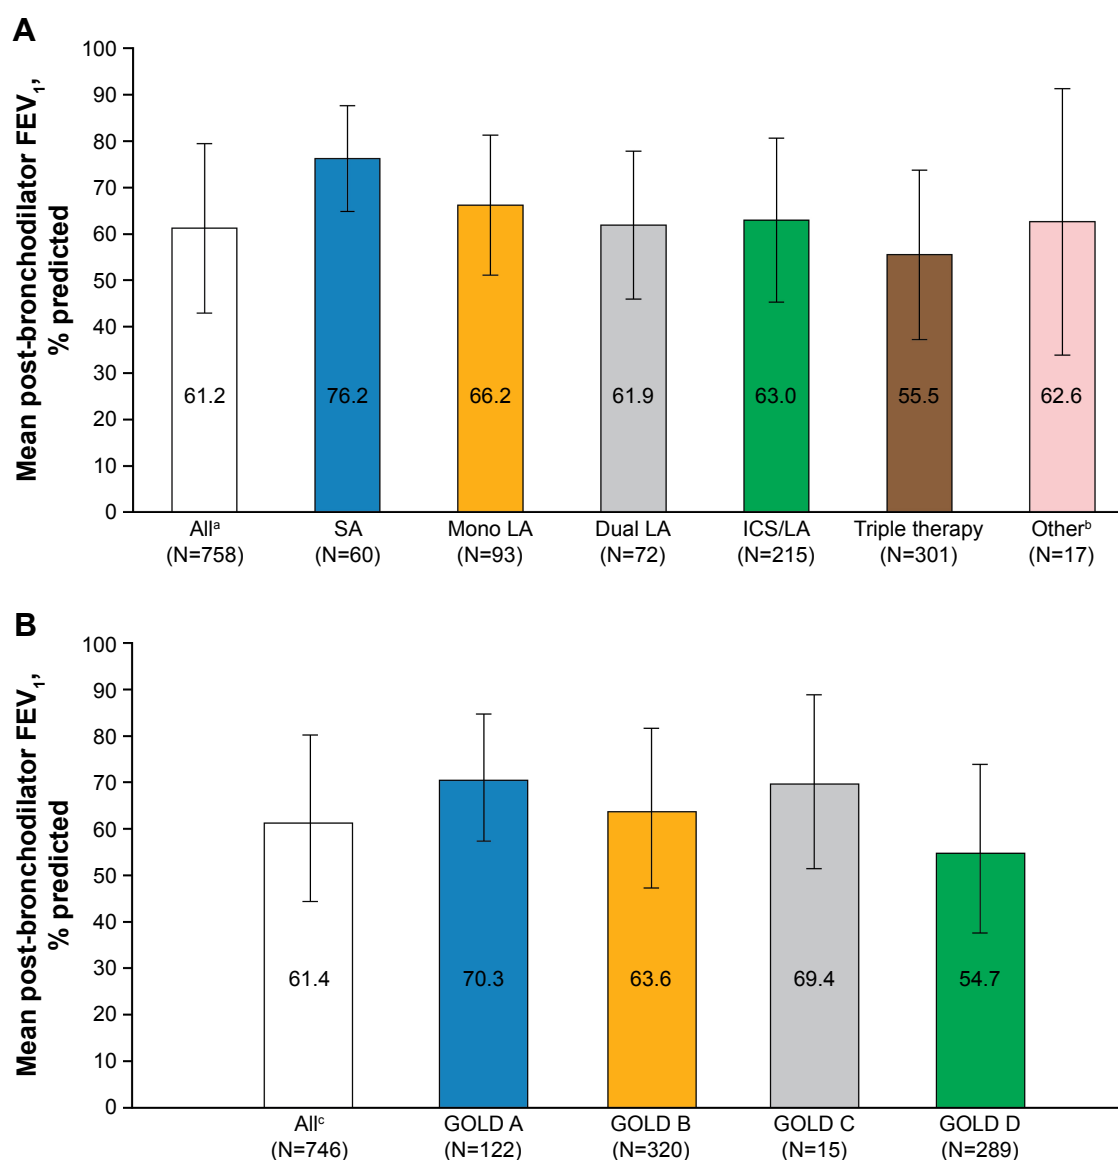 A
Mean post-bronchodilator FEV₁,
% predicted
100
90
80
70
60
50
40
30
20
10
0
61.2
76.2
66.2
61.9
63.0
55.5
62.6
Allᵃ
(N=758)
SA
(N=60)
Mono LA
(N=93)
Dual LA
(N=72)
ICS/LA
(N=215)
Triple therapy
(N=301)
Otherᵇ
(N=17)
B
Mean post-bronchodilator FEV₁,
% predicted
100
90
80
70
60
50
40
30
20
10
0
61.4
70.3
63.6
69.4
54.7
Allᶜ
(N=746)
GOLD A
(N=122)
GOLD B
(N=320)
GOLD C
(N=15)
GOLD D
(N=289)